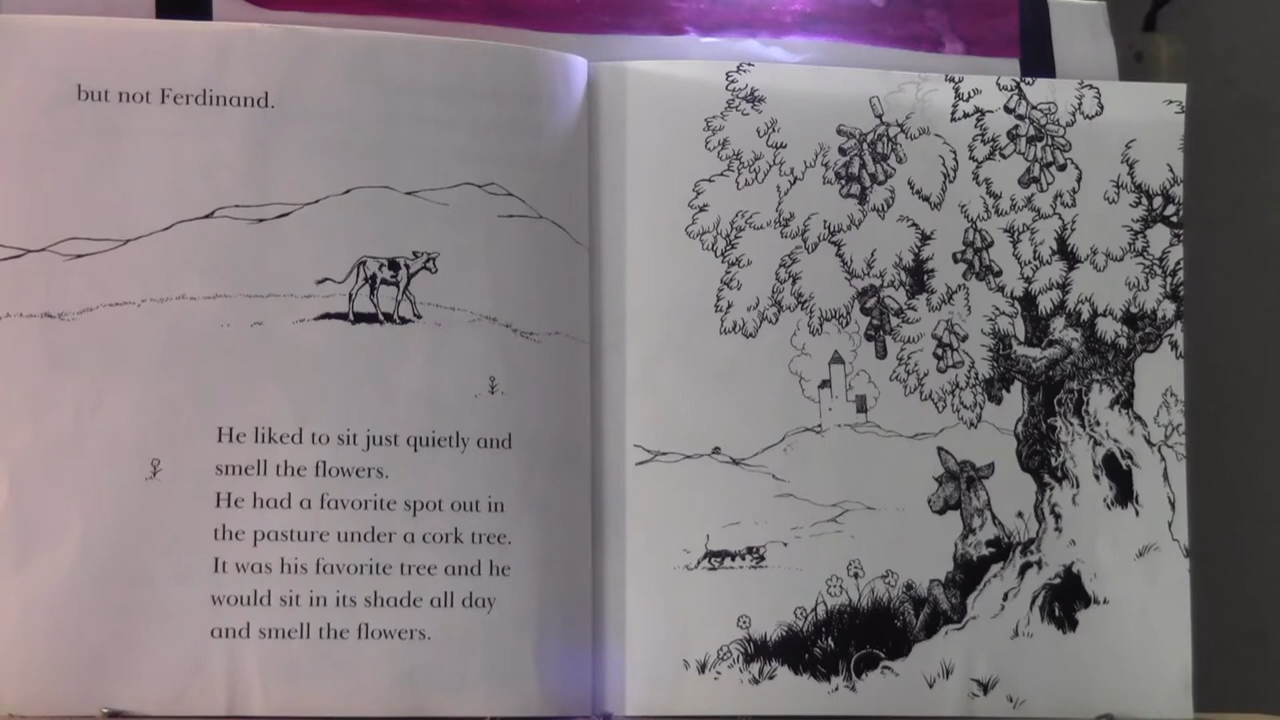 but not Ferdinand.
He liked to sit just quietly and
smell the flowers.
He had a favorite spot out in
the pasture under a cork tree.
It was his favorite tree and he
would sit in its shade all day
and smell the flowers.